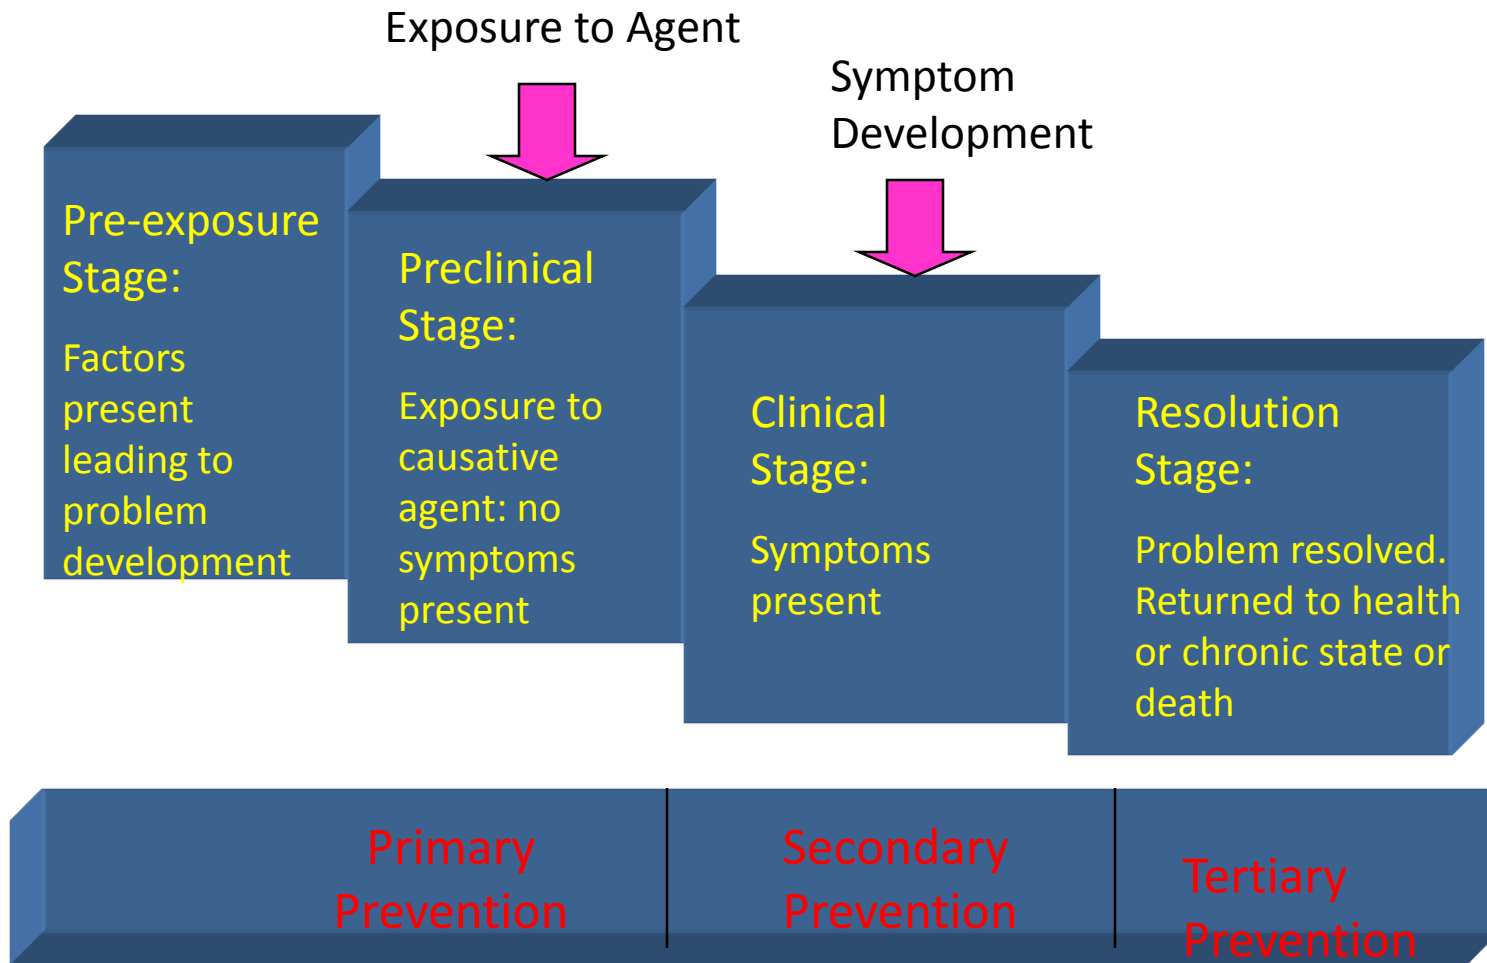 Exposure to Agent
Symptom
Development
Pre-exposure
Stage:
Factors
present
leading to
problem
development
Preclinical
Stage:
Exposure to
causative
agent: no
symptoms
present
Clinical
Stage:
Symptoms
present
Resolution
Stage:
Problem resolved.
Returned to health
or chronic state or
death
Primary
Prevention
Secondary
Prevention
Tertiary
Prevention